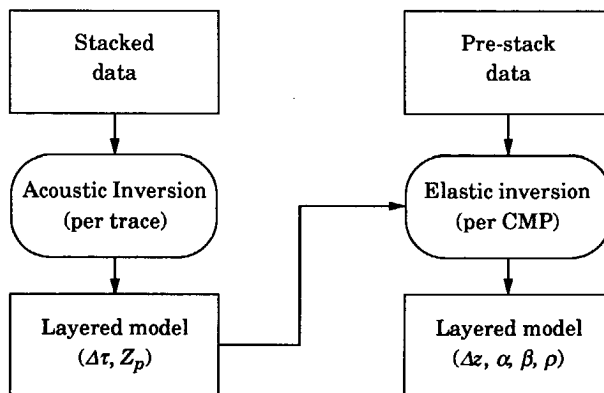 Stacked
data
Acoustic Inversion
(per trace)
Layered model
(Δτ, Zp)
Pre-stack
data
Elastic inversion
(per CMP)
Layered model
(Δz, α, β, ρ)